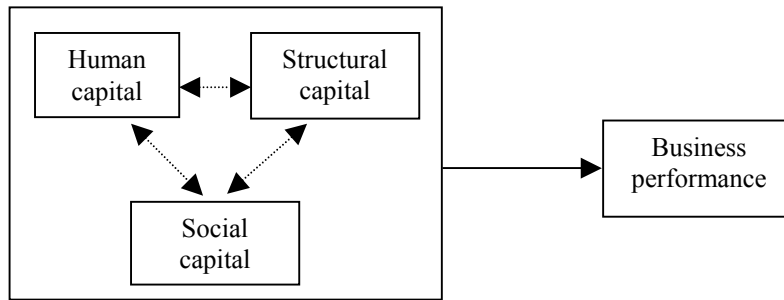 Human
capital
Structural
capital
Social
capital
Business
performance